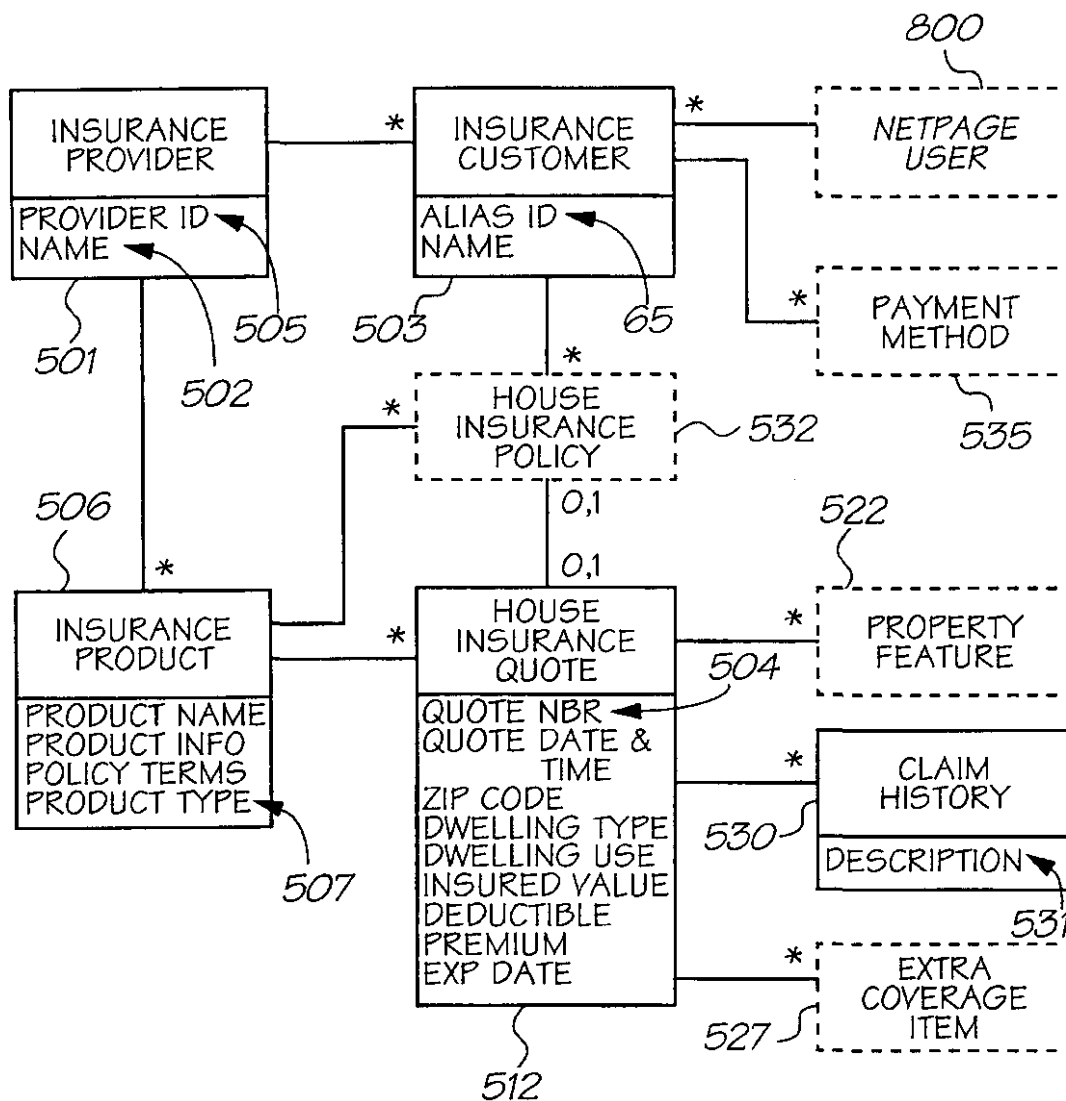 800
INSURANCE
PROVIDER
*
INSURANCE
CUSTOMER
*
NETPAGE
USER
PROVIDER ID
NAME
ALIAS ID
NAME
501
502
505
503
65
*
PAYMENT
METHOD
535
*
*
HOUSE
INSURANCE
POLICY
532
0,1
0,1
506
*
INSURANCE
PRODUCT
*
HOUSE
INSURANCE
QUOTE
522
*
PROPERTY
FEATURE
504
PRODUCT NAME
PRODUCT INFO
POLICY TERMS
PRODUCT TYPE
507
QUOTE NBR
QUOTE DATE &
TIME
ZIP CODE
DWELLING TYPE
DWELLING USE
INSURED VALUE
DEDUCTIBLE
PREMIUM
EXP DATE
512
*
CLAIM
HISTORY
530
DESCRIPTION
531
*
EXTRA
COVERAGE
ITEM
527